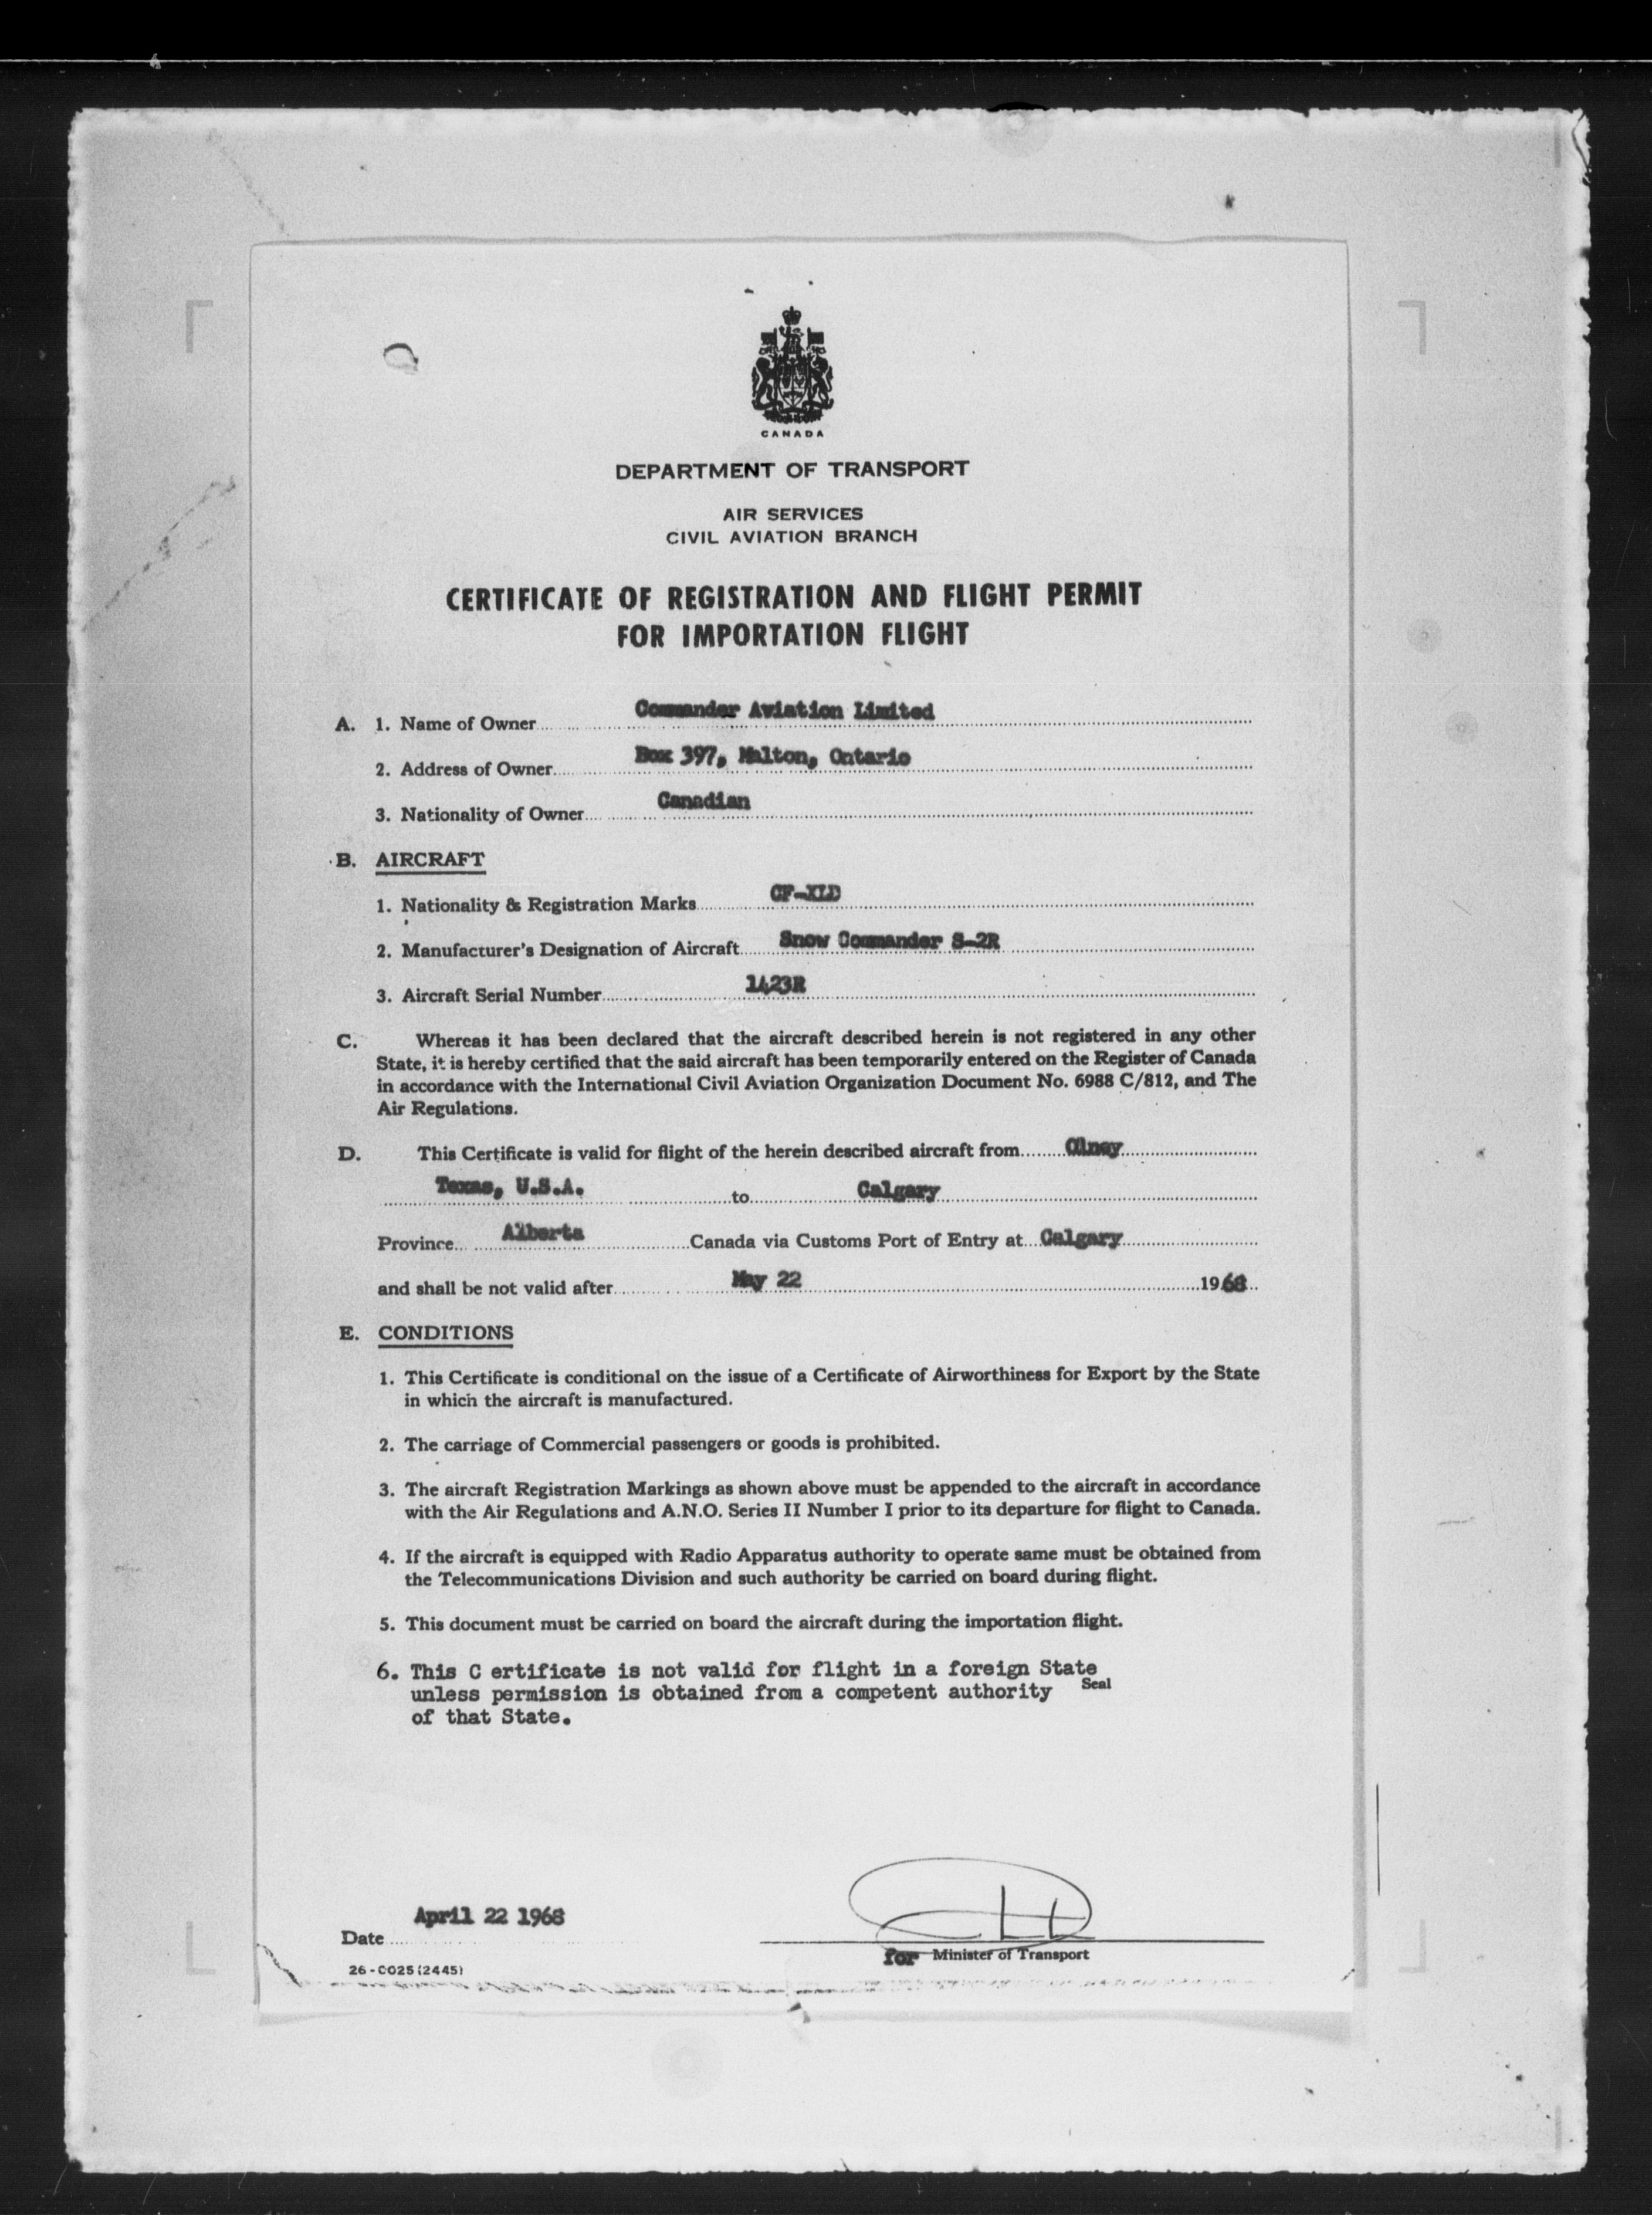 CANADA
DEPARTMENT OF TRANSPORT
AIR SERVICES
CIVIL AVIATION BRANCH
CERTIFICATE OF REGISTRATION AND FLIGHT PERMIT
FOR IMPORTATION FLIGHT
A. 1. Name of Owner Commander Aviation Limited
2. Address of Owner Box 397, Malton, Ontario
3. Nationality of Owner Canadian
B. AIRCRAFT
1. Nationality & Registration Marks CF-XLD
2. Manufacturer's Designation of Aircraft Snow Commander S-2R
3. Aircraft Serial Number 1423R
C. Whereas it has been declared that the aircraft described herein is not registered in any other
State, it is hereby certified that the said aircraft has been temporarily entered on the Register of Canada
in accordance with the International Civil Aviation Organization Document No. 6988 C/812, and The
Air Regulations.
D. This Certificate is valid for flight of the herein described aircraft from Olney
Texas, U.S.A. to Calgary
Province Alberta Canada via Customs Port of Entry at Calgary
and shall be not valid after May 22 1968
E. CONDITIONS
1. This Certificate is conditional on the issue of a Certificate of Airworthiness for Export by the State
in which the aircraft is manufactured.
2. The carriage of Commercial passengers or goods is prohibited.
3. The aircraft Registration Markings as shown above must be appended to the aircraft in accordance
with the Air Regulations and A.N.O. Series II Number I prior to its departure for flight to Canada.
4. If the aircraft is equipped with Radio Apparatus authority to operate same must be obtained from
the Telecommunications Division and such authority be carried on board during flight.
5. This document must be carried on board the aircraft during the importation flight.
6. This C ertificate is not valid for flight in a foreign State
unless permission is obtained from a competent authority Seal
of that State.
Date April 22 1968
for Minister of Transport
26-0025 (2445)